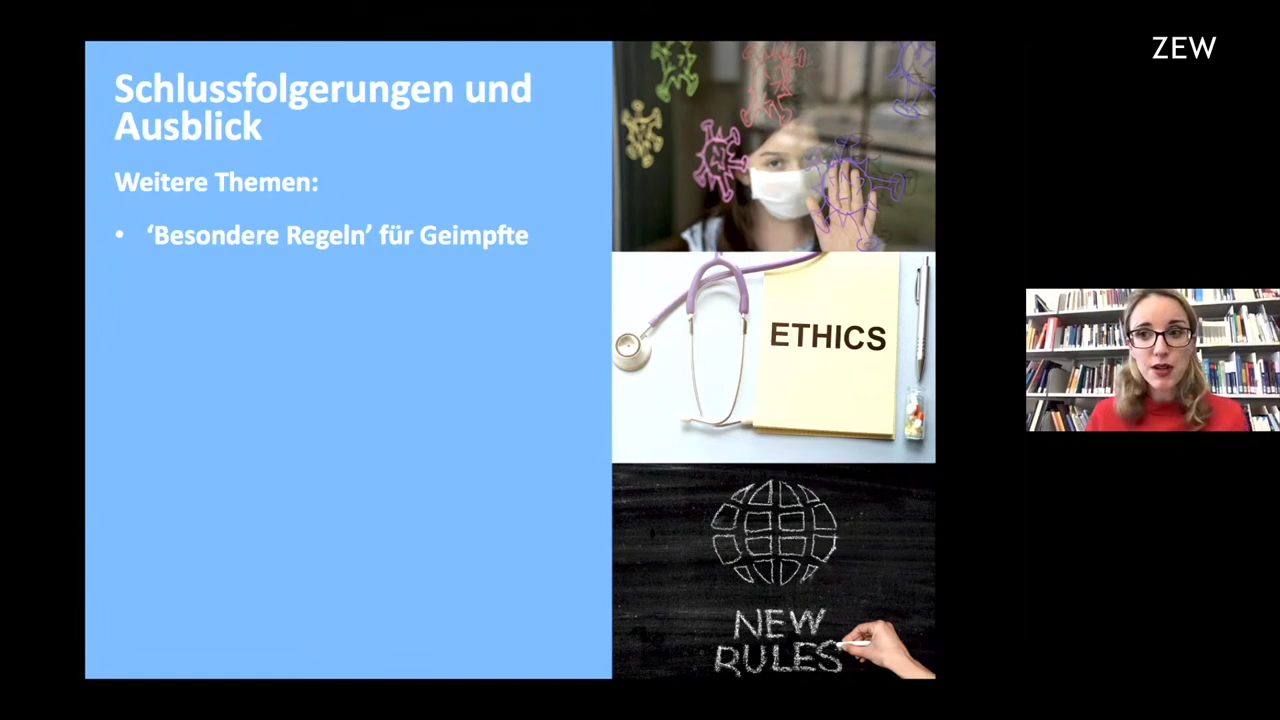 ZEW
Schlussfolgerungen und
Ausblick
Weitere Themen:
• ‘Besondere Regeln’ für Geimpfte
ETHICS
NEW
RULES